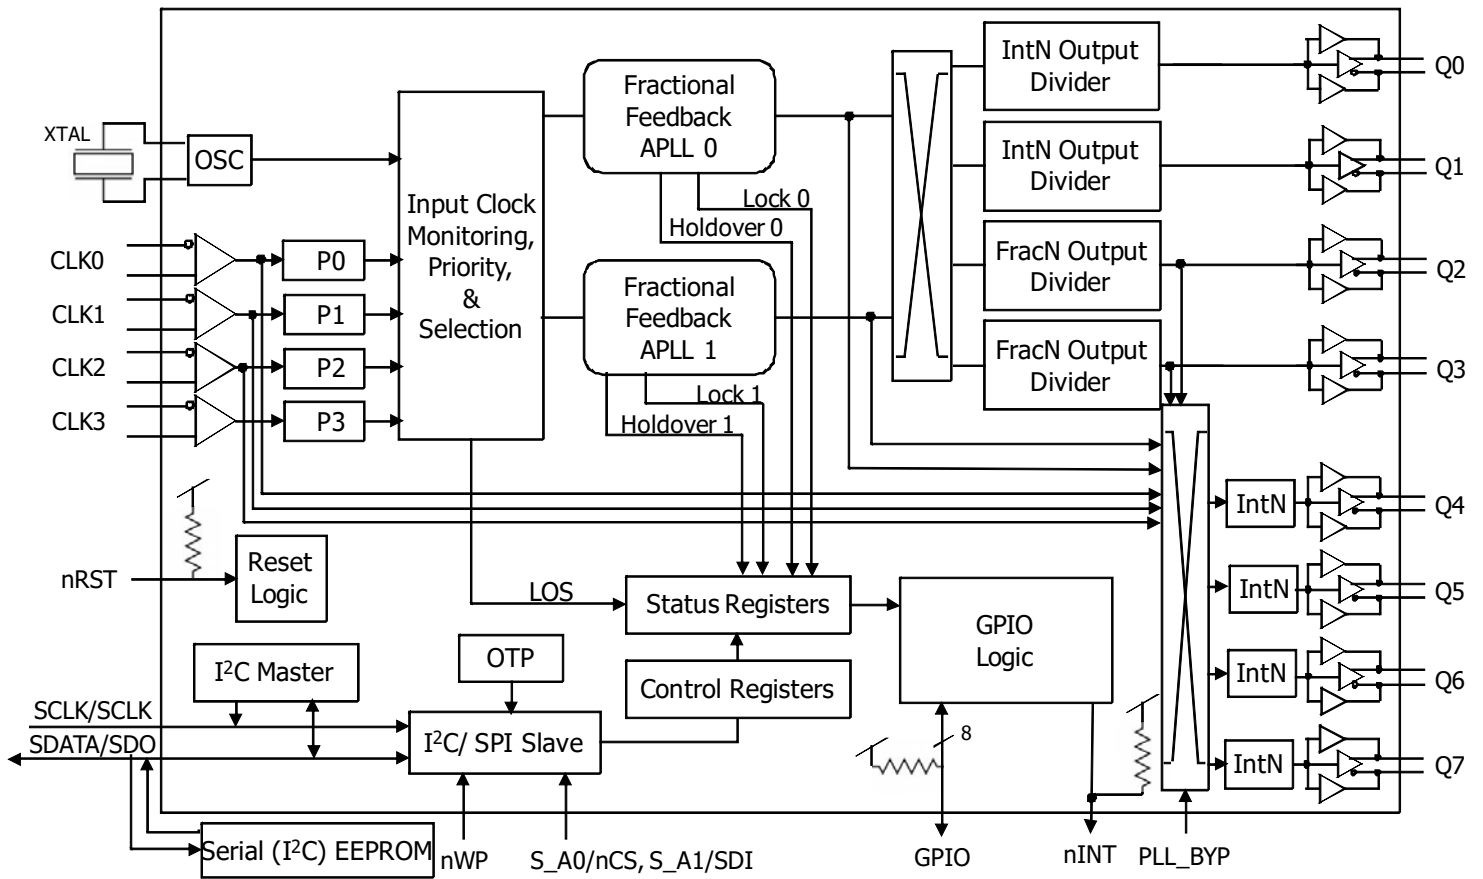 XTAL
OSC
CLK0
CLK1
CLK2
CLK3
P0
P1
P2
P3
Input Clock
Monitoring,
Priority,
&
Selection
Fractional
Feedback
APLL 0
Lock 0
Holdover 0
Fractional
Feedback
APLL 1
Lock 1
Holdover 1
IntN Output
Divider
IntN Output
Divider
FracN Output
Divider
FracN Output
Divider
Q0
Q1
Q2
Q3
IntN
Q4
IntN
Q5
IntN
Q6
IntN
Q7
nRST
Reset
Logic
LOS
Status Registers
GPIO
Logic
I²C Master
OTP
Control Registers
SCLK/SCLK
SDATA/SDO
I²C/ SPI Slave
8
Serial (I²C) EEPROM
nWP
S_A0/nCS, S_A1/SDI
GPIO
nINT
PLL_BYP